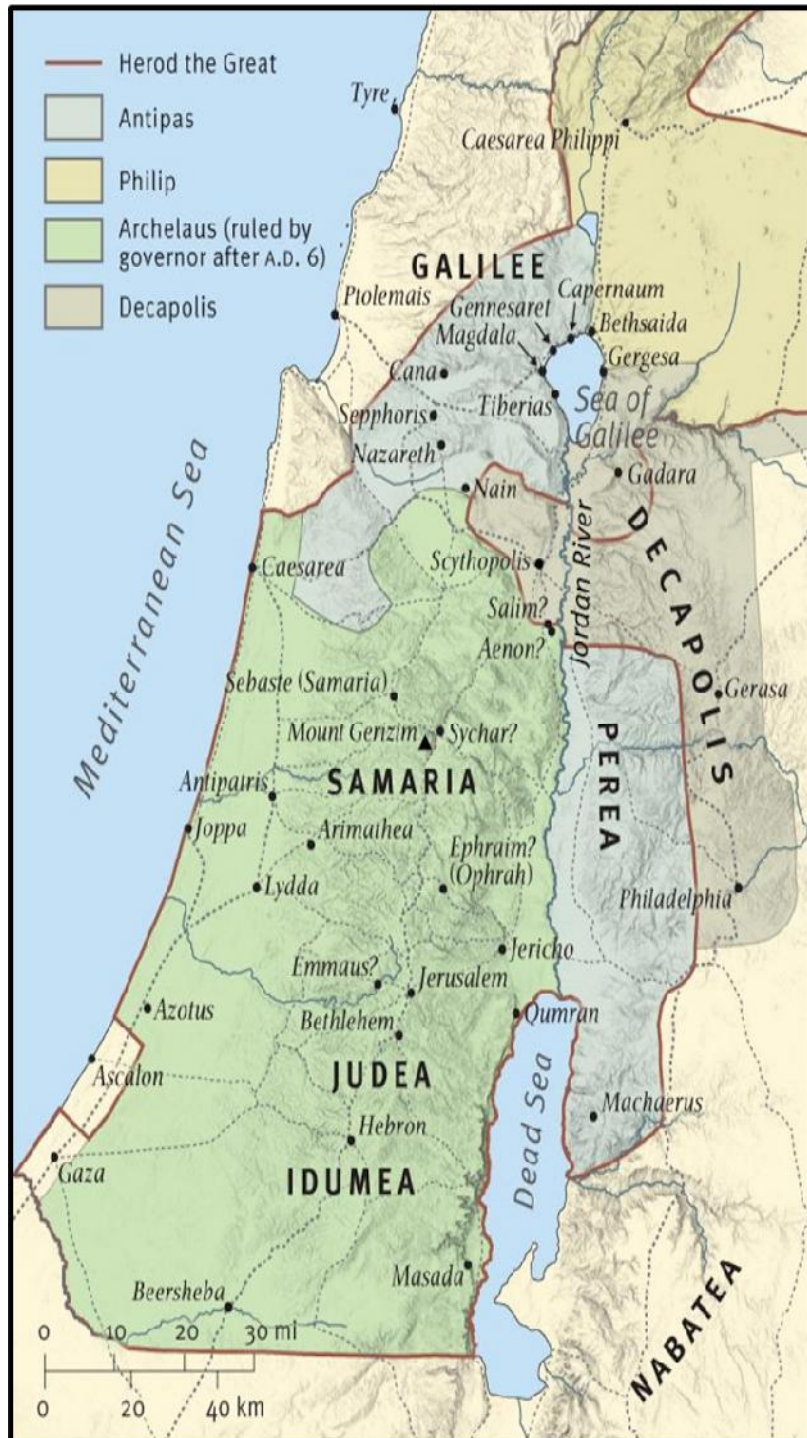 Herod the Great
Antipas
Philip
Archelaus (ruled by
governor after A.D. 6)
Decapolis
Tyre
Caesarea Philippi
GALILEE
Ptolemais
Gennesaret
Capernaum
Magdala
Bethsaida
Cana
Gergesa
Tiberias
Sea of
Galilee
Sepphoris
Nazareth
Nain
Gadara
Mediterranean Sea
Caesarea
Scythopolis
Jordan River
DECAPOLIS
Salim?
Aenon?
Sebaste (Samaria)
Gerasa
Mount Gerizim
Sychar?
PEREA
SAMARIA
Antipatris
Joppa
Arimathea
Ephraim?
(Ophrah)
Lydda
Philadelphia
Jericho
Emmaus?
Jerusalem
Azotus
Bethlehem
Qumran
Ascalon
JUDEA
Dead Sea
Machaerus
Hebron
Gaza
IDUMEA
Masada
Beersheba
NABATEA
0 10 20 30 mi
0 20 40 km